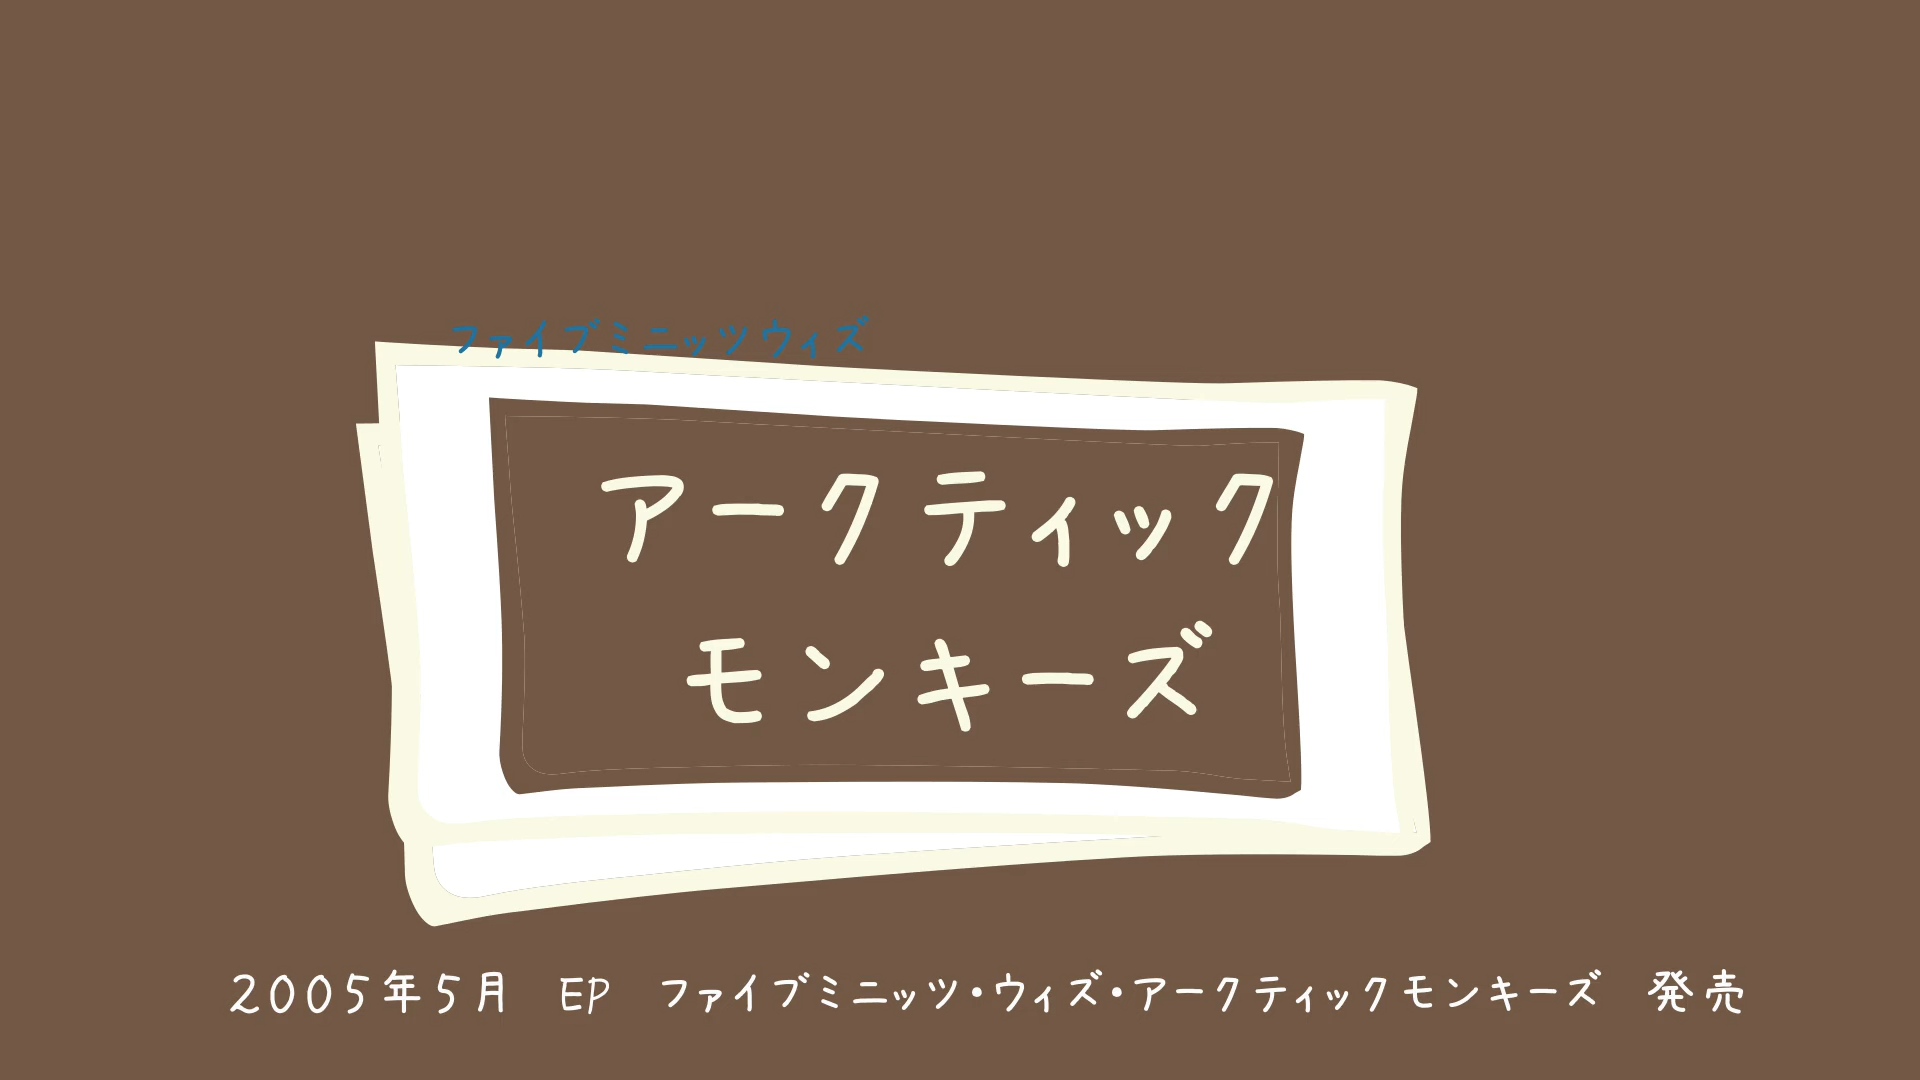 ファイブミニッツウィズ
アークティック
モンキーズ
2005年5月　EP　ファイブミニッツ・ウィズ・アークティックモンキーズ　発売